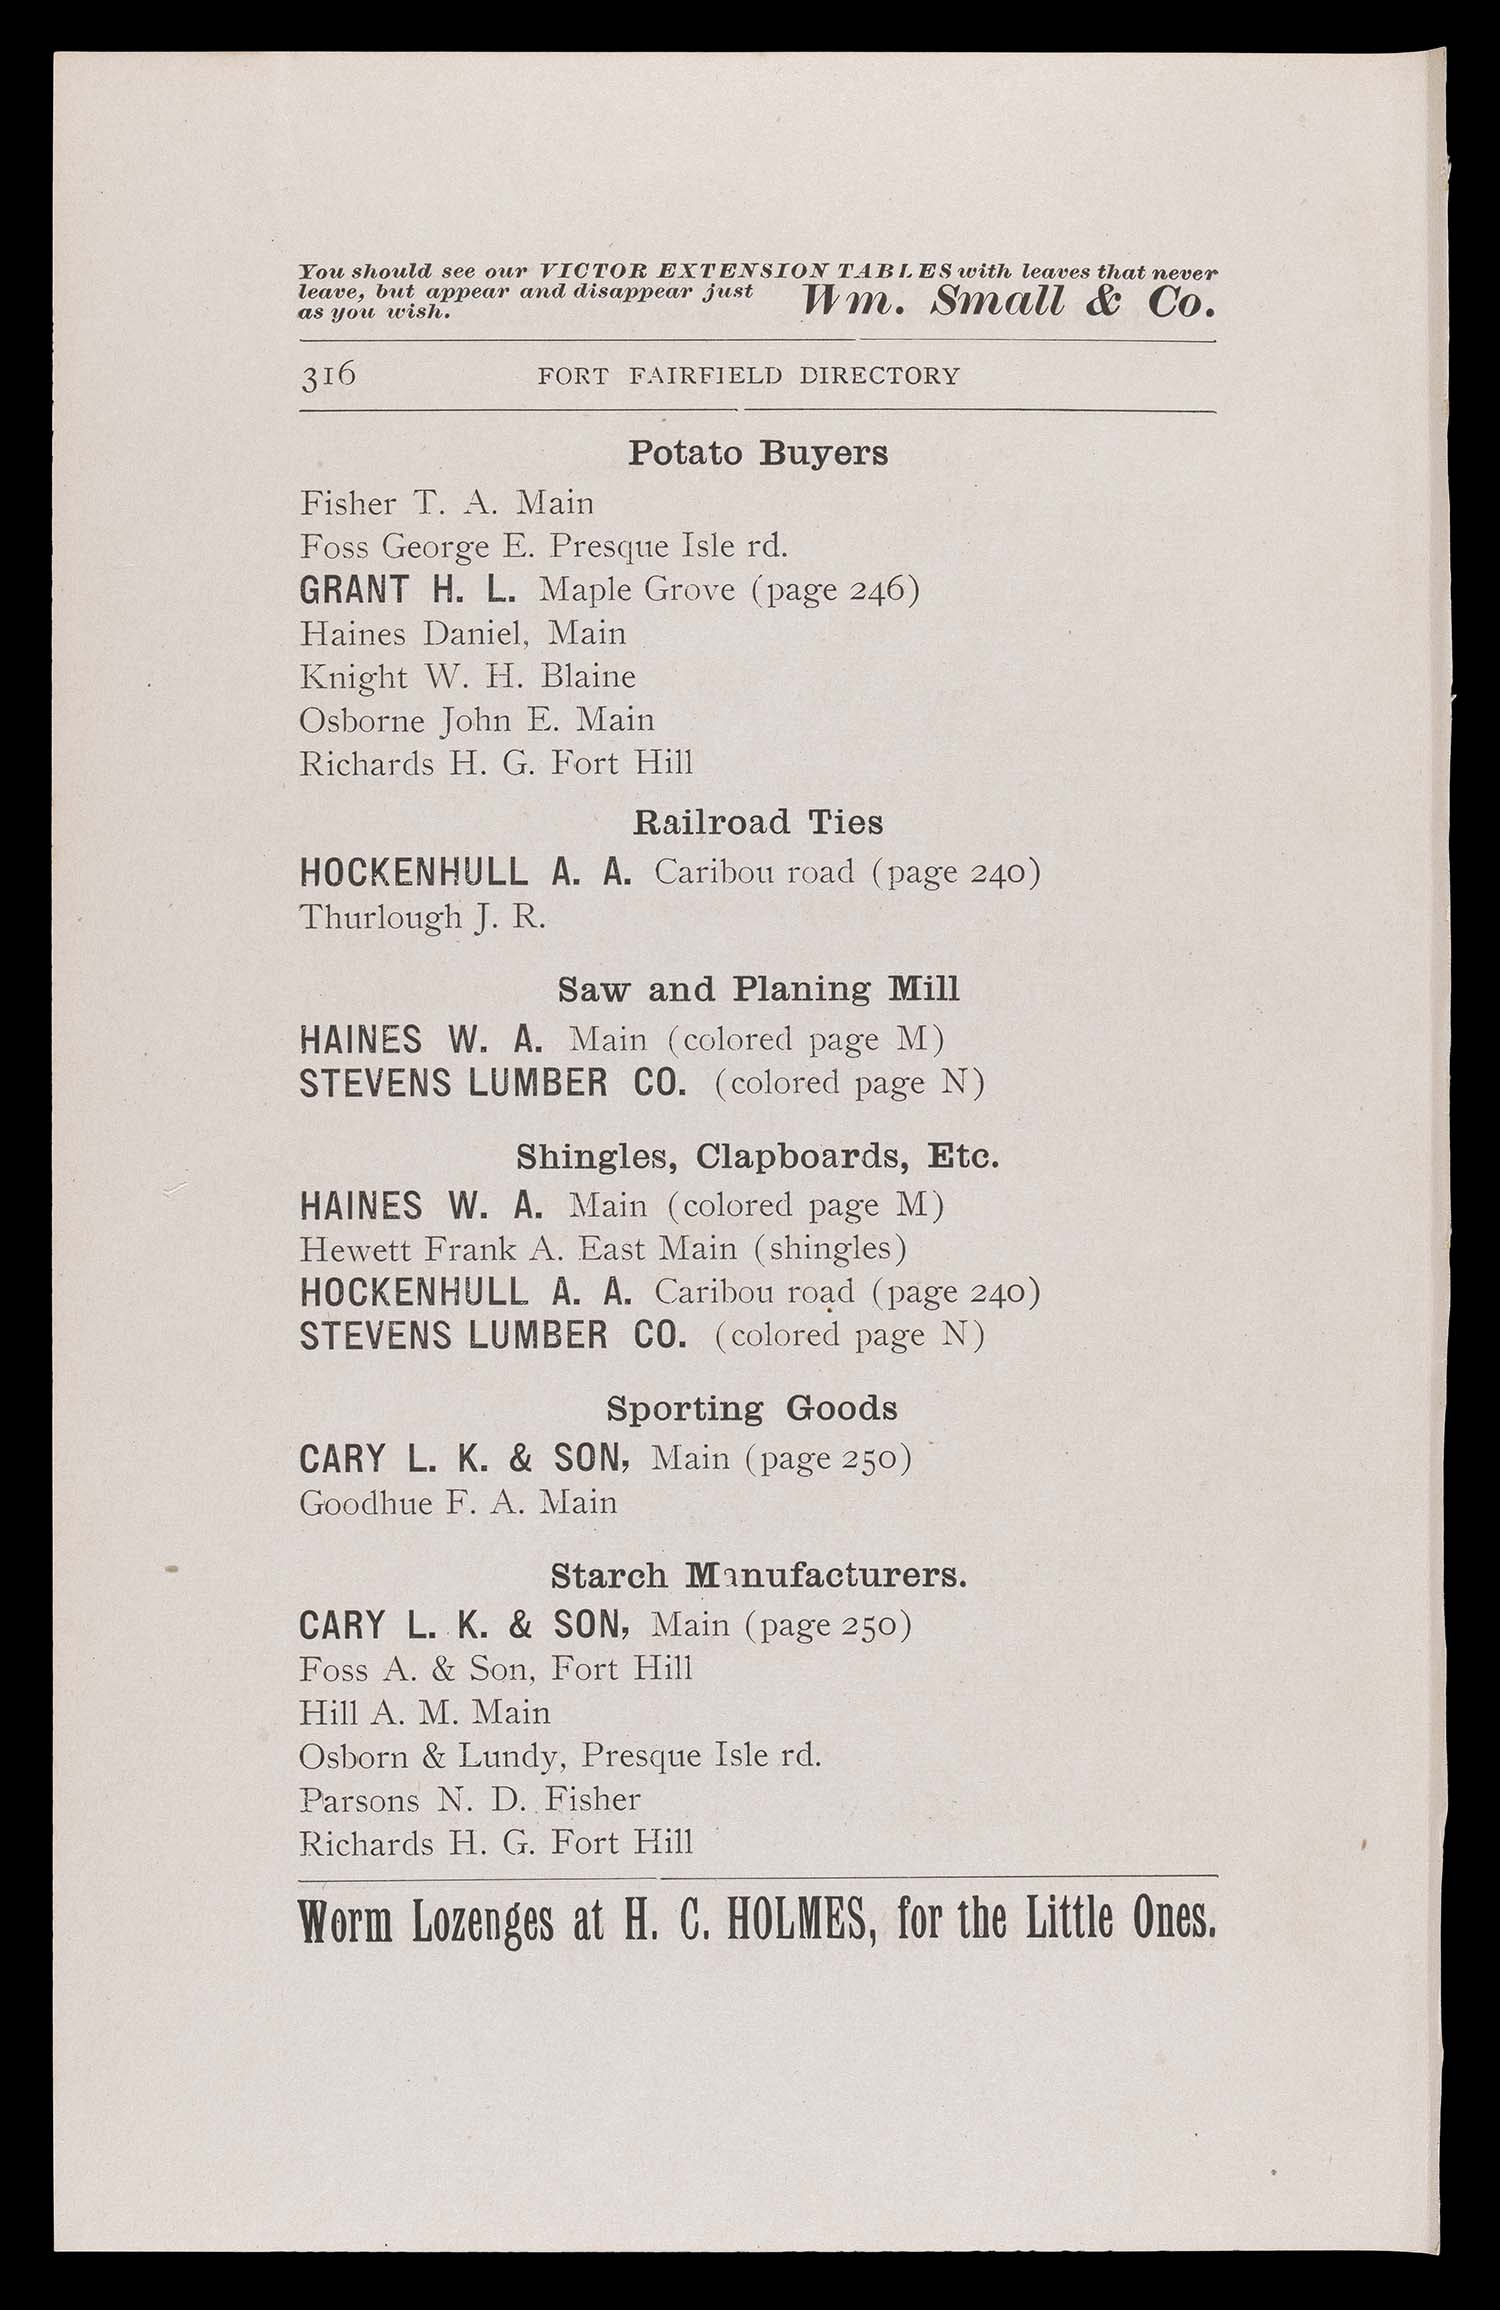 You should see our VICTOR EXTENSION TABLES with leaves that never
leave, but appear and disappear just
as you wish. Wm. Small & Co.
316 FORT FAIRFIELD DIRECTORY
Potato Buyers
Fisher T. A. Main
Foss George E. Presque Isle rd.
GRANT H. L. Maple Grove (page 246)
Haines Daniel, Main
Knight W. H. Blaine
Osborne John E. Main
Richards H. G. Fort Hill
Railroad Ties
HOCKENHULL A. A. Caribou road (page 240)
Thurlough J. R.
Saw and Planing Mill
HAINES W. A. Main (colored page M)
STEVENS LUMBER CO. (colored page N)
Shingles, Clapboards, Etc.
HAINES W. A. Main (colored page M)
Hewett Frank A. East Main (shingles)
HOCKENHULL A. A. Caribou road (page 240)
STEVENS LUMBER CO. (colored page N)
Sporting Goods
CARY L. K. & SON, Main (page 250)
Goodhue F. A. Main
Starch Manufacturers.
CARY L. K. & SON, Main (page 250)
Foss A. & Son, Fort Hill
Hill A. M. Main
Osborn & Lundy, Presque Isle rd.
Parsons N. D. Fisher
Richards H. G. Fort Hill
Worm Lozenges at H. C. HOLMES, for the Little Ones.